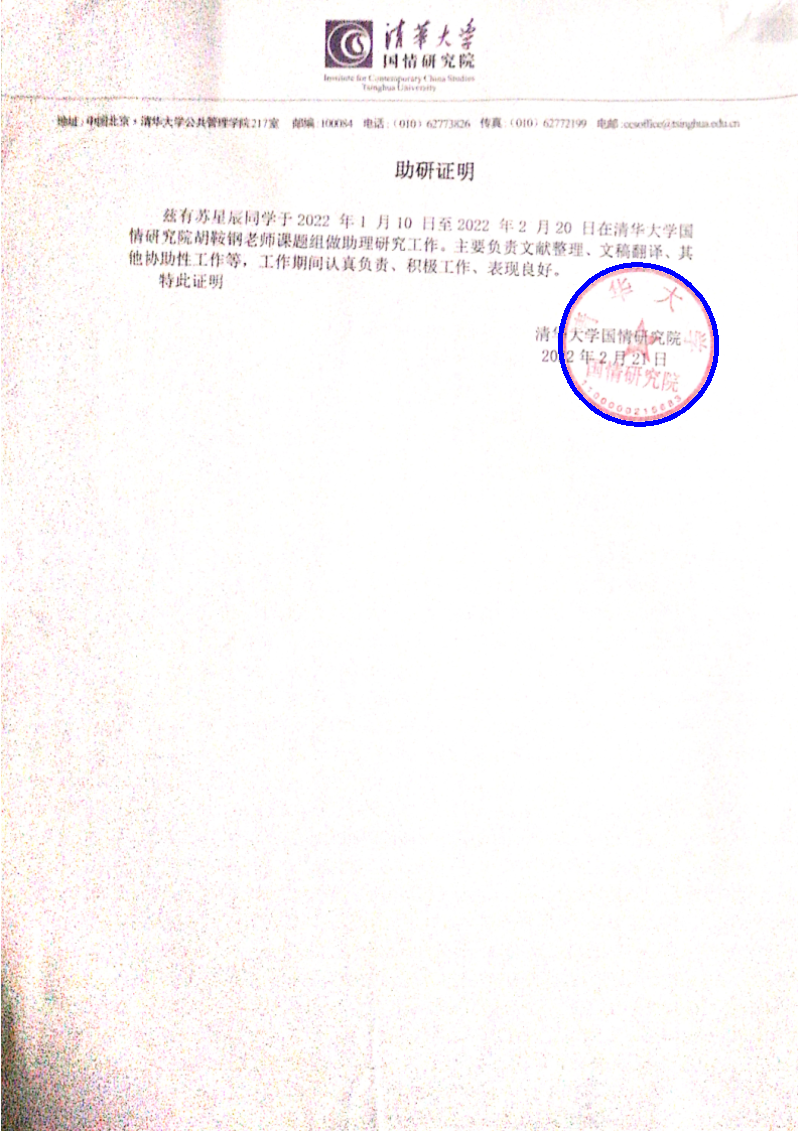 清华大学
国情研究院
Institute for Contemporary China Studies
Tsinghua University
地址：中国北京，清华大学公共管理学院217室 邮编：100084 电话：(010) 62773826 传真：(010) 62772199 电邮：ccsoffice@tsinghua.edu.cn
助研证明
兹有苏星辰同学于 2022 年 1 月 10 日至 2022 年 2 月 20 日在清华大学国
情研究院胡鞍钢老师课题组做助理研究工作。主要负责文献整理、文稿翻译、其
他协助性工作等，工作期间认真负责、积极工作、表现良好。
特此证明
清华大学国情研究院
2022 年 2 月 21 日
清华大学
国情研究院